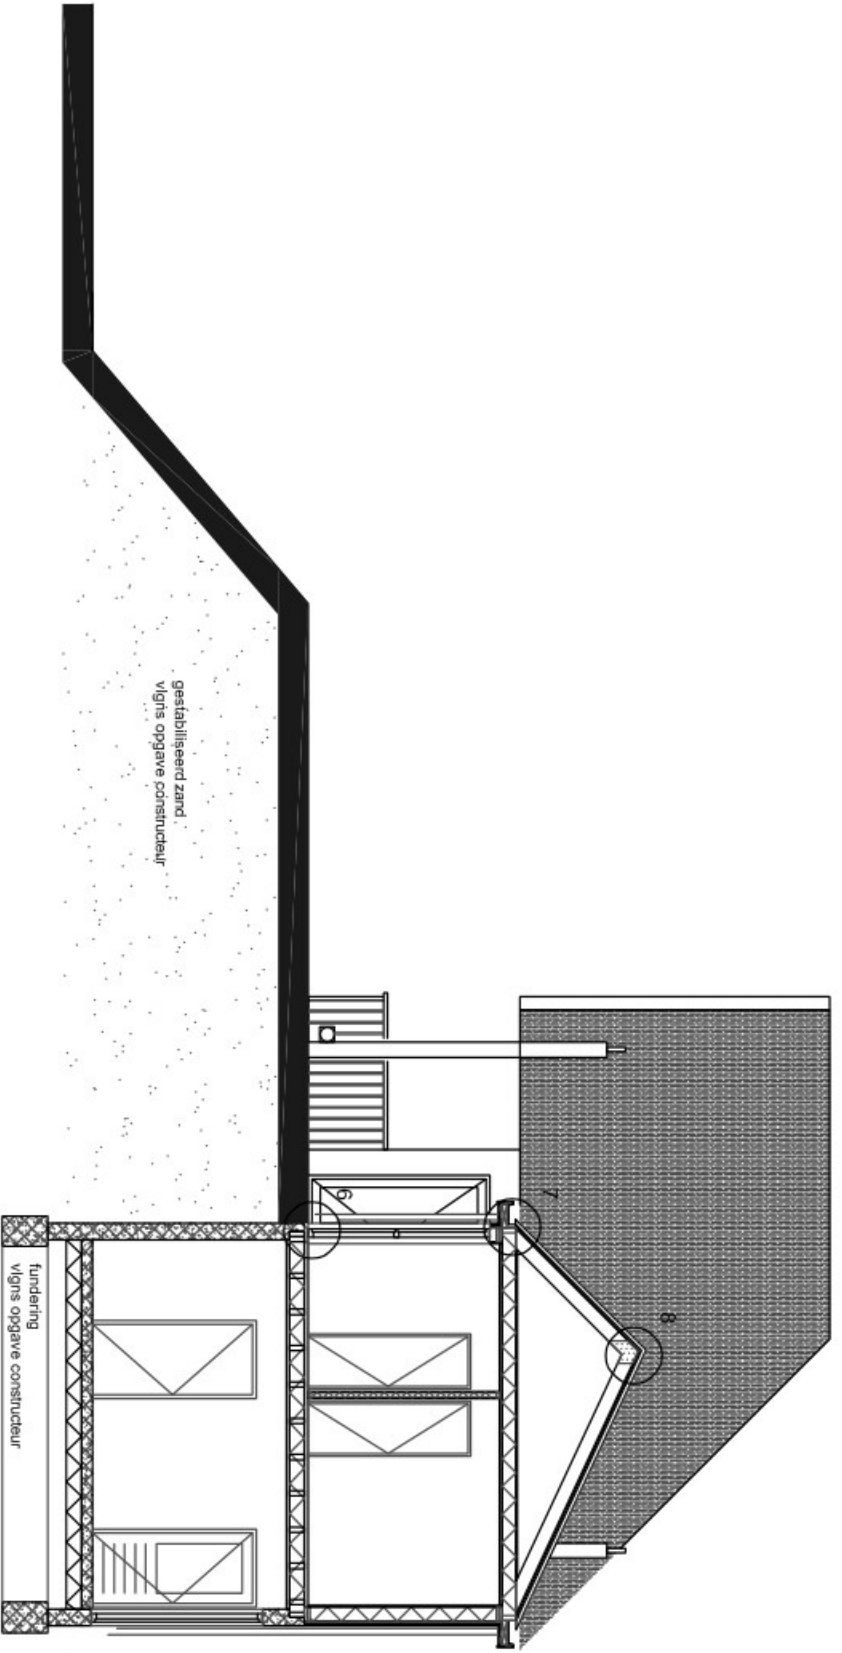 gestabiliseerd zand
vlgns opgave constructeur
6
7
8
fundering
vlgns opgave constructeur